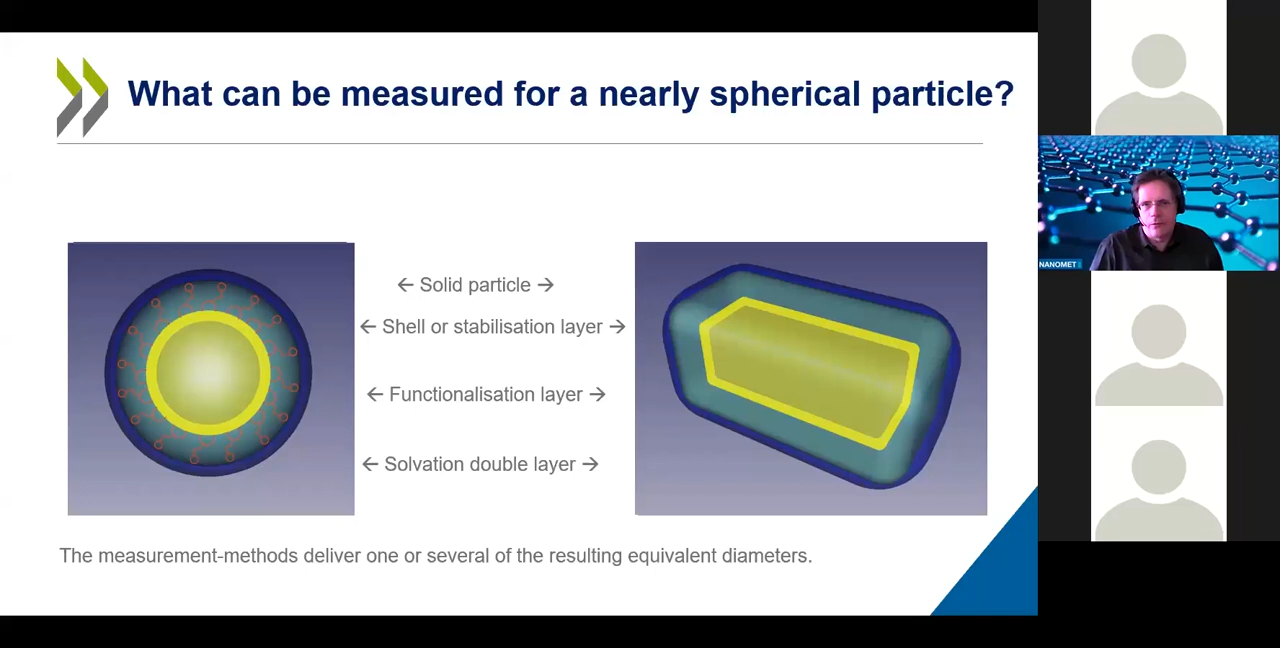 What can be measured for a nearly spherical particle?
← Solid particle →
← Shell or stabilisation layer →
← Functionalisation layer →
← Solvation double layer →
The measurement-methods deliver one or several of the resulting equivalent diameters.
NANOMET